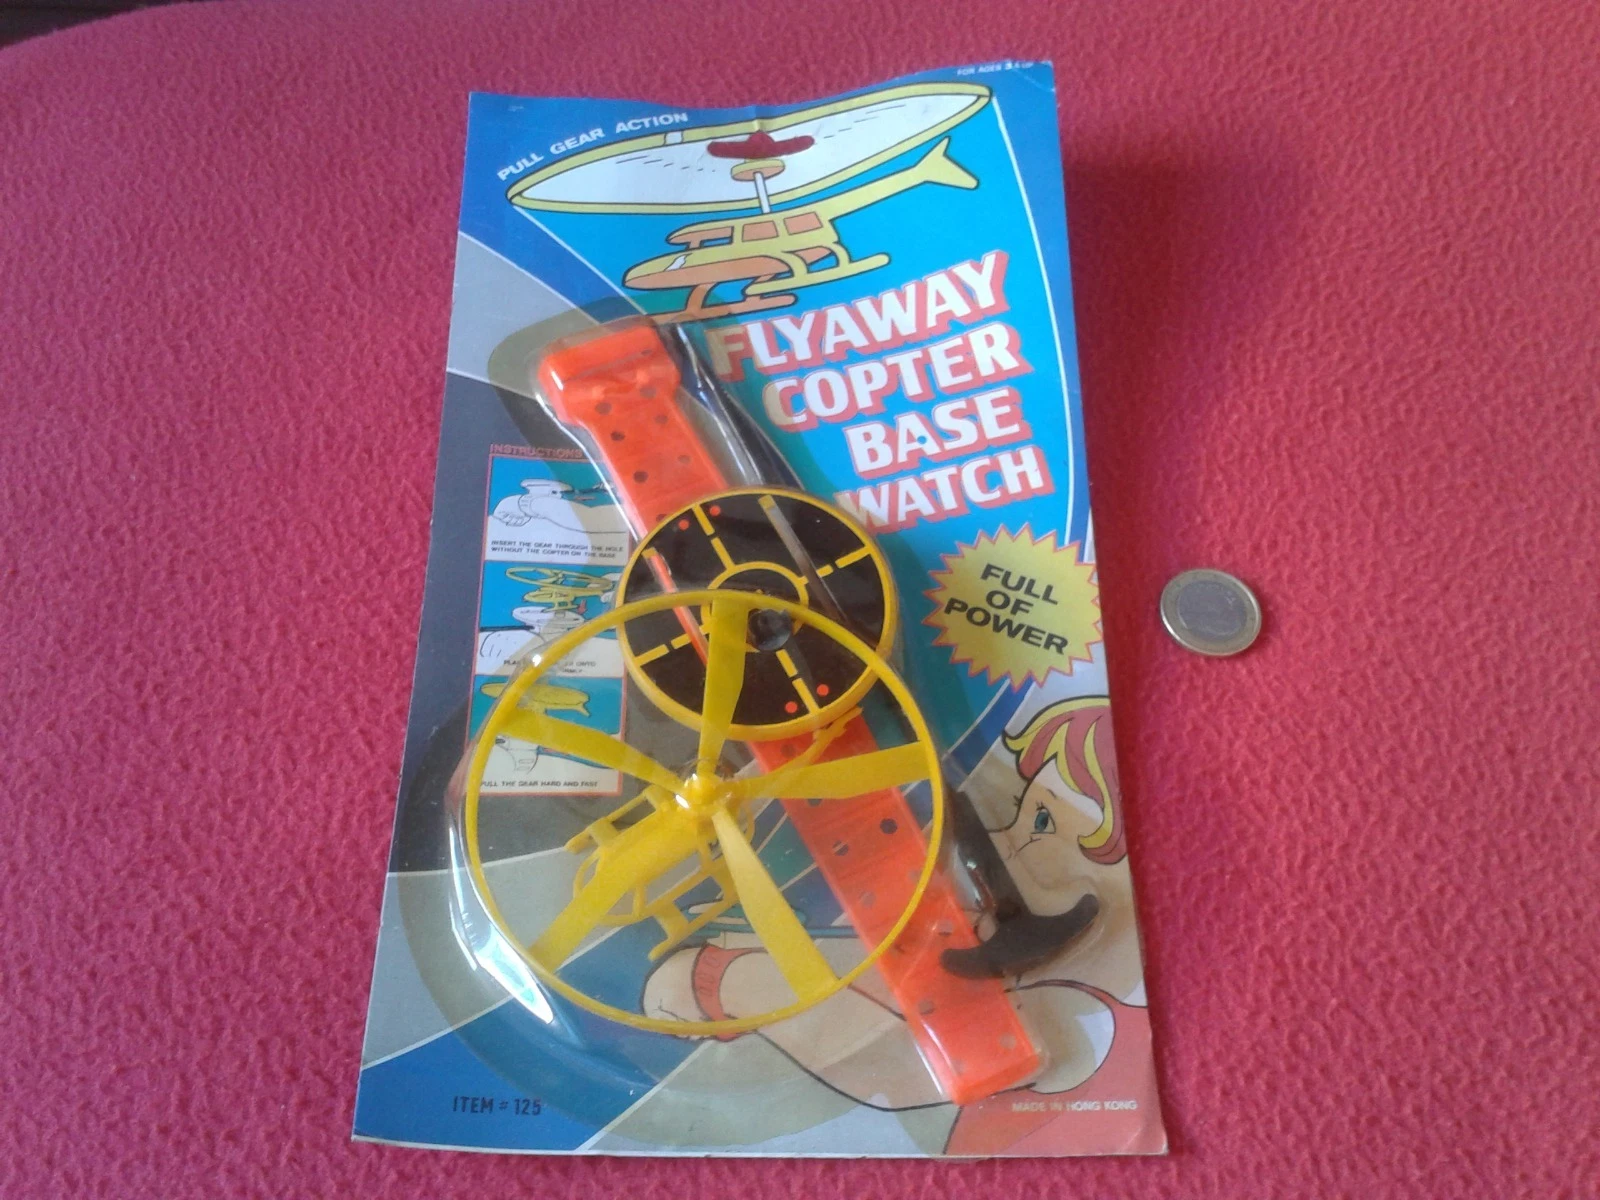 FOR AGES 3 & UP
PULL GEAR ACTION
FLYAWAY
COPTER
BASE
WATCH
FULL
OF
POWER
INSTRUCTIONS
INSERT THE GEAR THROUGH THE HOLE
WITHOUT THE COPTER ON THE BASE
ONTO
PULL THE GEAR HARD AND FAST
ITEM # 125
MADE IN HONG KONG